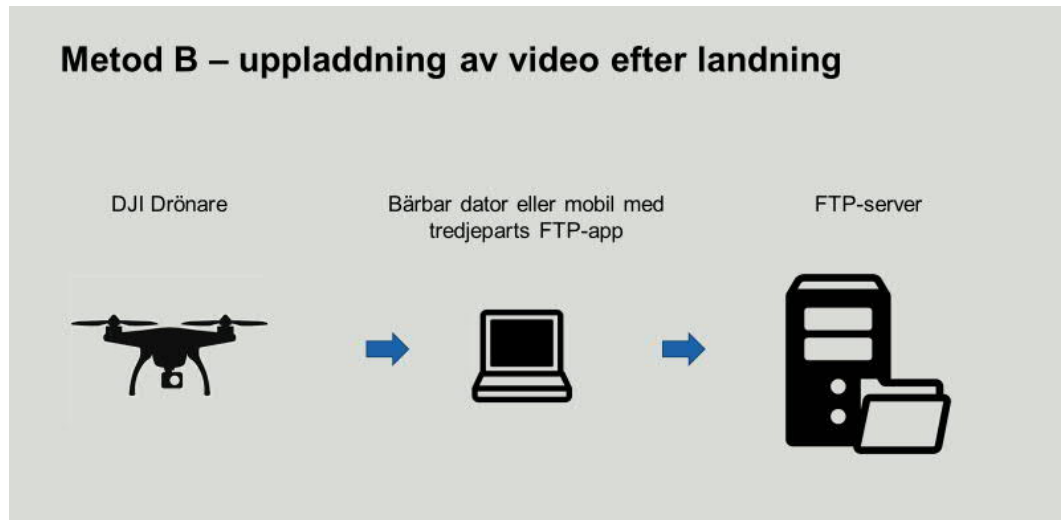 Metod B – uppladdning av video efter landning
DJI Drönare
Bärbar dator eller mobil med
tredjeparts FTP-app
FTP-server